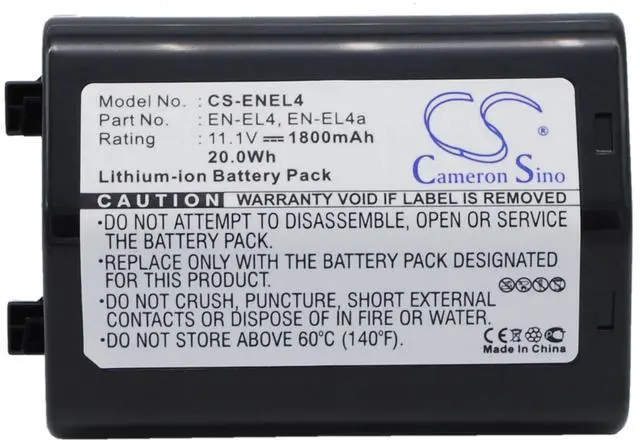 Model No. : CS-ENEL4
Part No. : EN-EL4, EN-EL4a
Rating : 11.1V 1800mAh
20.0Wh
Lithium-ion Battery Pack
CS®
Cameron Sino
CAUTION WARRANTY VOID IF LABEL IS REMOVED
•DO NOT ATTEMPT TO DISASSEMBLE, OPEN OR SERVICE
THE BATTERY PACK.
•REPLACE ONLY WITH THE BATTERY PACK DESIGNATED
FOR THIS EQUIPMENT.
•DO NOT CRUSH, PUNCTURE, SHORT EXTERNAL
CONTACTS OR DISPOSE OF IN FIRE OR WATER.
•DO NOT STORE ABOVE 60°C (140°F).
CE
Made In China